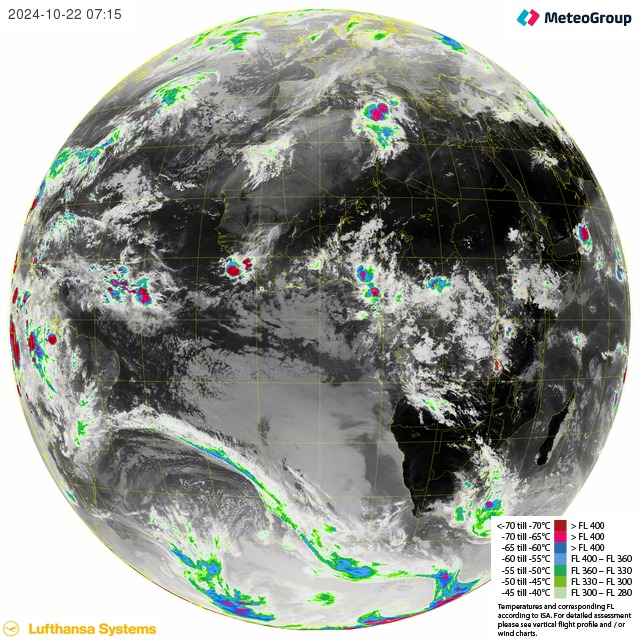 2024-10-22 07:15
MeteoGroup
<-70 till -70°C > FL 400
-70 till -65°C > FL 400
-65 till -60°C > FL 400
-60 till -55°C FL 400 – FL 360
-55 till -50°C FL 360 – FL 330
-50 till -45°C FL 330 – FL 300
-45 till -40°C FL 300 – FL 280
Temperatures and corresponding FL
according to ISA. For detailed assessment
please see vertical flight profile and / or
wind charts.
Lufthansa Systems